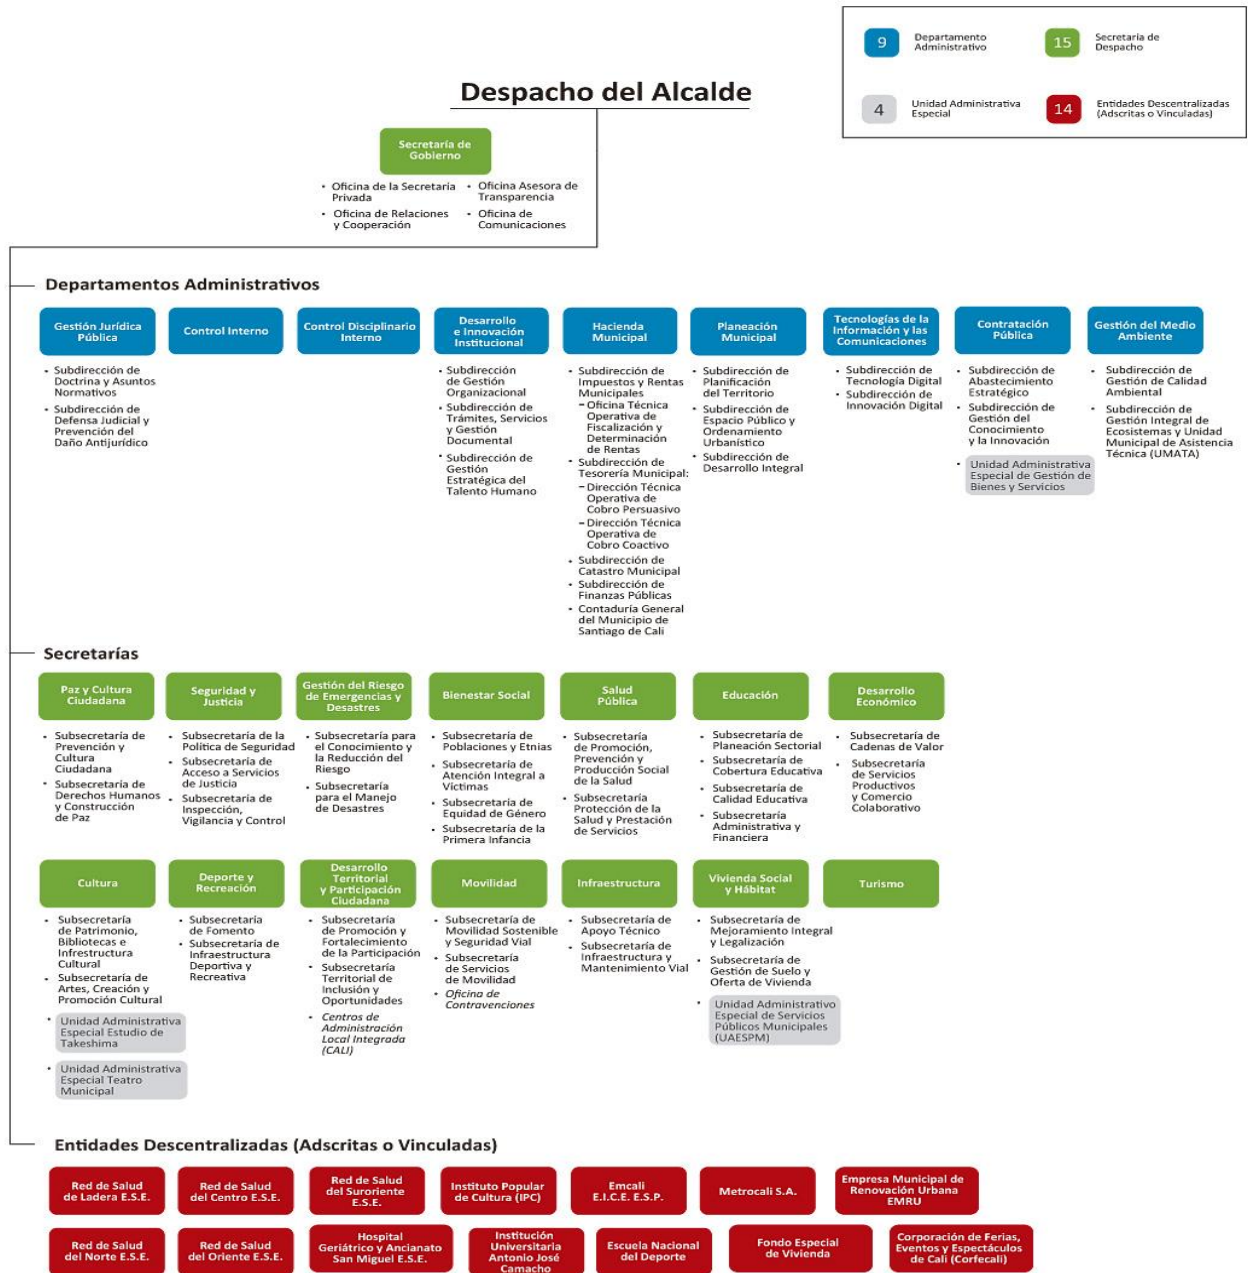 9
Departamento
Administrativo
15
Secretaría de
Despacho
4
Unidad Administrativa
Especial
14
Entidades Descentralizadas
(Adscritas o Vinculadas)
Despacho del Alcalde
Secretaría de
Gobierno
• Oficina de la Secretaria
Privada
• Oficina Asesora de
Transparencia
• Oficina de Relaciones
y Cooperación
• Oficina de
Comunicaciones
Departamentos Administrativos
Gestión Jurídica
Pública
• Subdirección de
Doctrina y Asuntos
Normativos
• Subdirección de
Defensa Judicial y
Prevención del
Daño Antijurídico
Control Interno
Control Disciplinario
Interno
Desarrollo
e Innovación
Institucional
• Subdirección
de Gestión
Organizacional
• Subdirección de
Trámites, Servicios
y Gestión
Documental
• Subdirección de
Gestión
Estratégica del
Talento Humano
Hacienda
Municipal
• Subdirección de
Impuestos y Rentas
Municipales
– Oficina Técnica
Operativa de
Fiscalización y
Determinación
de Rentas
• Subdirección de
Tesorería Municipal:
– Dirección Técnica
Operativa de
Cobro Persuasivo
– Dirección Técnica
Operativa de
Cobro Coactivo
• Subdirección de
Catastro Municipal
• Subdirección de
Finanzas Públicas
• Contaduría General
del Municipio de
Santiago de Cali
Planeación
Municipal
• Subdirección de
Planificación
del Territorio
• Subdirección de
Espacio Público y
Ordenamiento
Urbanístico
• Subdirección de
Desarrollo Integral
Tecnologías de la
Información y las
Comunicaciones
• Subdirección de
Tecnología Digital
• Subdirección de
Innovación Digital
Contratación
Pública
• Subdirección de
Abastecimiento
Estratégico
• Subdirección de
Gestión del
Conocimiento
y la Innovación
• Unidad Administrativa
Especial de Gestión de
Bienes y Servicios
Gestión del Medio
Ambiente
• Subdirección de
Gestión de Calidad
Ambiental
• Subdirección de
Gestión Integral de
Ecosistemas y Unidad
Municipal de Asistencia
Técnica (UMATA)
Secretarías
Paz y Cultura
Ciudadana
• Subsecretaría de
Prevención y
Cultura
Ciudadana
• Subsecretaría de
Derechos Humanos
y Construcción
de Paz
Seguridad y
Justicia
• Subsecretaría de la
Política de Seguridad
• Subsecretaría de
Acceso a Servicios
de Justicia
• Subsecretaría de
Inspección,
Vigilancia y Control
Gestión del Riesgo
de Emergencias y
Desastres
• Subsecretaría para
el Conocimiento y
la Reducción del
Riesgo
• Subsecretaría
para el Manejo
de Desastres
Bienestar Social
• Subsecretaría de
Poblaciones y Etnias
• Subsecretaría de
Atención Integral a
Víctimas
• Subsecretaría de
Equidad de Género
• Subsecretaría de la
Primera Infancia
Salud
Pública
• Subsecretaría
de Promoción,
Prevención y
Producción Social
de la Salud
• Subsecretaría
Protección de la
Salud y Prestación
de Servicios
Educación
• Subsecretaría de
Planeación Sectorial
• Subsecretaría de
Cobertura Educativa
• Subsecretaría de
Calidad Educativa
• Subsecretaría
Administrativa y
Financiera
Desarrollo
Económico
• Subsecretaría de
Cadenas de Valor
• Subsecretaría
de Servicios
Productivos
y Comercio
Colaborativo
Cultura
• Subsecretaría
de Patrimonio,
Bibliotecas e
Infrestructura
Cultural
• Subsecretaría de
Artes, Creación y
Promoción Cultural
• Unidad Administrativa
Especial Estudio de
Takeshima
• Unidad Administrativa
Especial Teatro
Municipal
Deporte y
Recreación
• Subsecretaría
de Fomento
• Subsecretaría de
Infraestructura
Deportiva y
Recreativa
Desarrollo
Territorial
y Participación
Ciudadana
• Subsecretaría
de Promoción y
Fortalecimiento
de la Participación
• Subsecretaría
Territorial de
Inclusión y
Oportunidades
• Centros de
Administración
Local Integrada
(CALI)
Movilidad
• Subsecretaría de
Movilidad Sostenible
y Seguridad Vial
• Subsecretaría
de Servicios
de Movilidad
• Oficina de
Contravenciones
Infraestructura
• Subsecretaría de
Apoyo Técnico
• Subsecretaría de
Infraestructura y
Mantenimiento Vial
Vivienda Social
y Hábitat
• Subsecretaría de
Mejoramiento Integral
y Legalización
• Subsecretaría de
Gestión de Suelo y
Oferta de Vivienda
• Unidad Administrativo
Especial de Servicios
Públicos Municipales
(UAESPM)
Turismo
Entidades Descentralizadas (Adscritas o Vinculadas)
Red de Salud
de Ladera E.S.E.
Red de Salud
del Centro E.S.E.
Red de Salud
del Suroriente
E.S.E.
Instituto Popular
de Cultura (IPC)
Emcali
E.I.C.E. E.S.P.
Metrocali S.A.
Empresa Municipal de
Renovación Urbana
EMRU
Red de Salud
del Norte E.S.E.
Red de Salud
del Oriente E.S.E.
Hospital
Geriátrico y Ancianato
San Miguel E.S.E.
Institución
Universitaria
Antonio José
Camacho
Escuela Nacional
del Deporte
Fondo Especial
de Vivienda
Corporación de Ferias,
Eventos y Espectáculos
de Cali (Corfecali)